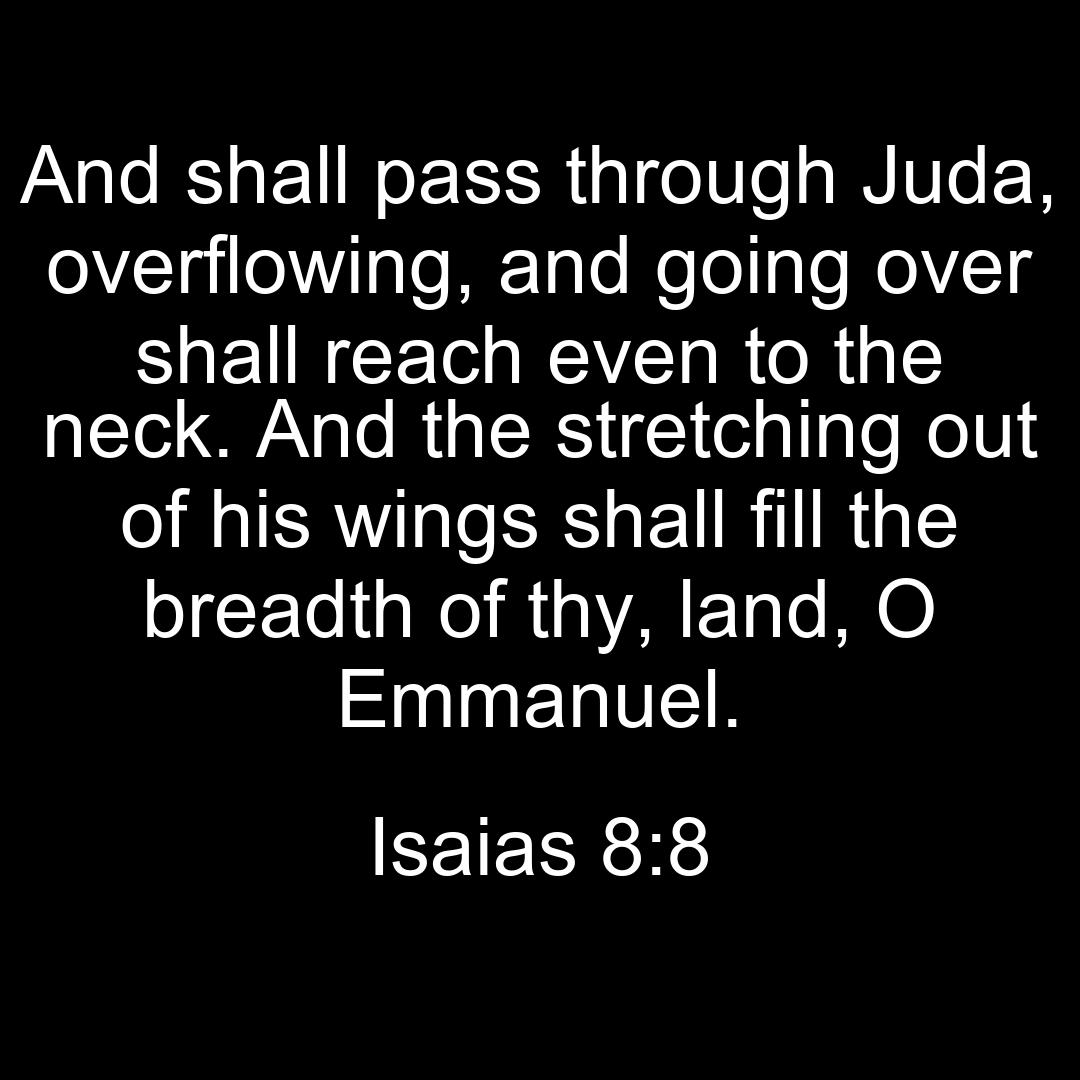 And shall pass through Juda,
overflowing, and going over
shall reach even to the
neck. And the stretching out
of his wings shall fill the
breadth of thy, land, O
Emmanuel.
Isaias 8:8